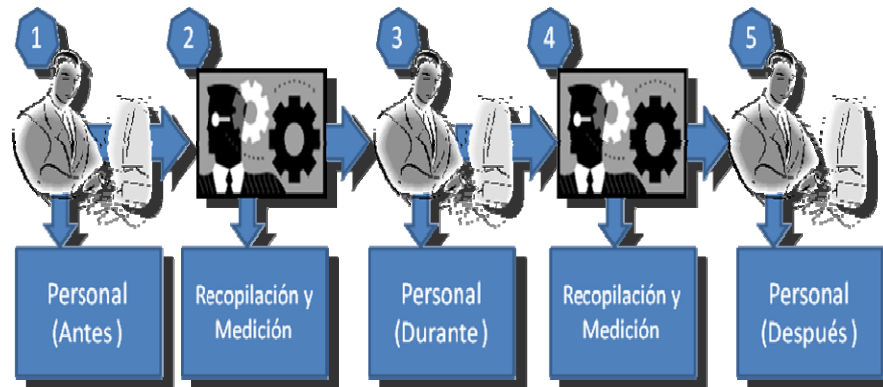 1
2
3
4
5
Personal
(Antes)
Recopilación y
Medición
Personal
(Durante)
Recopilación y
Medición
Personal
(Después)